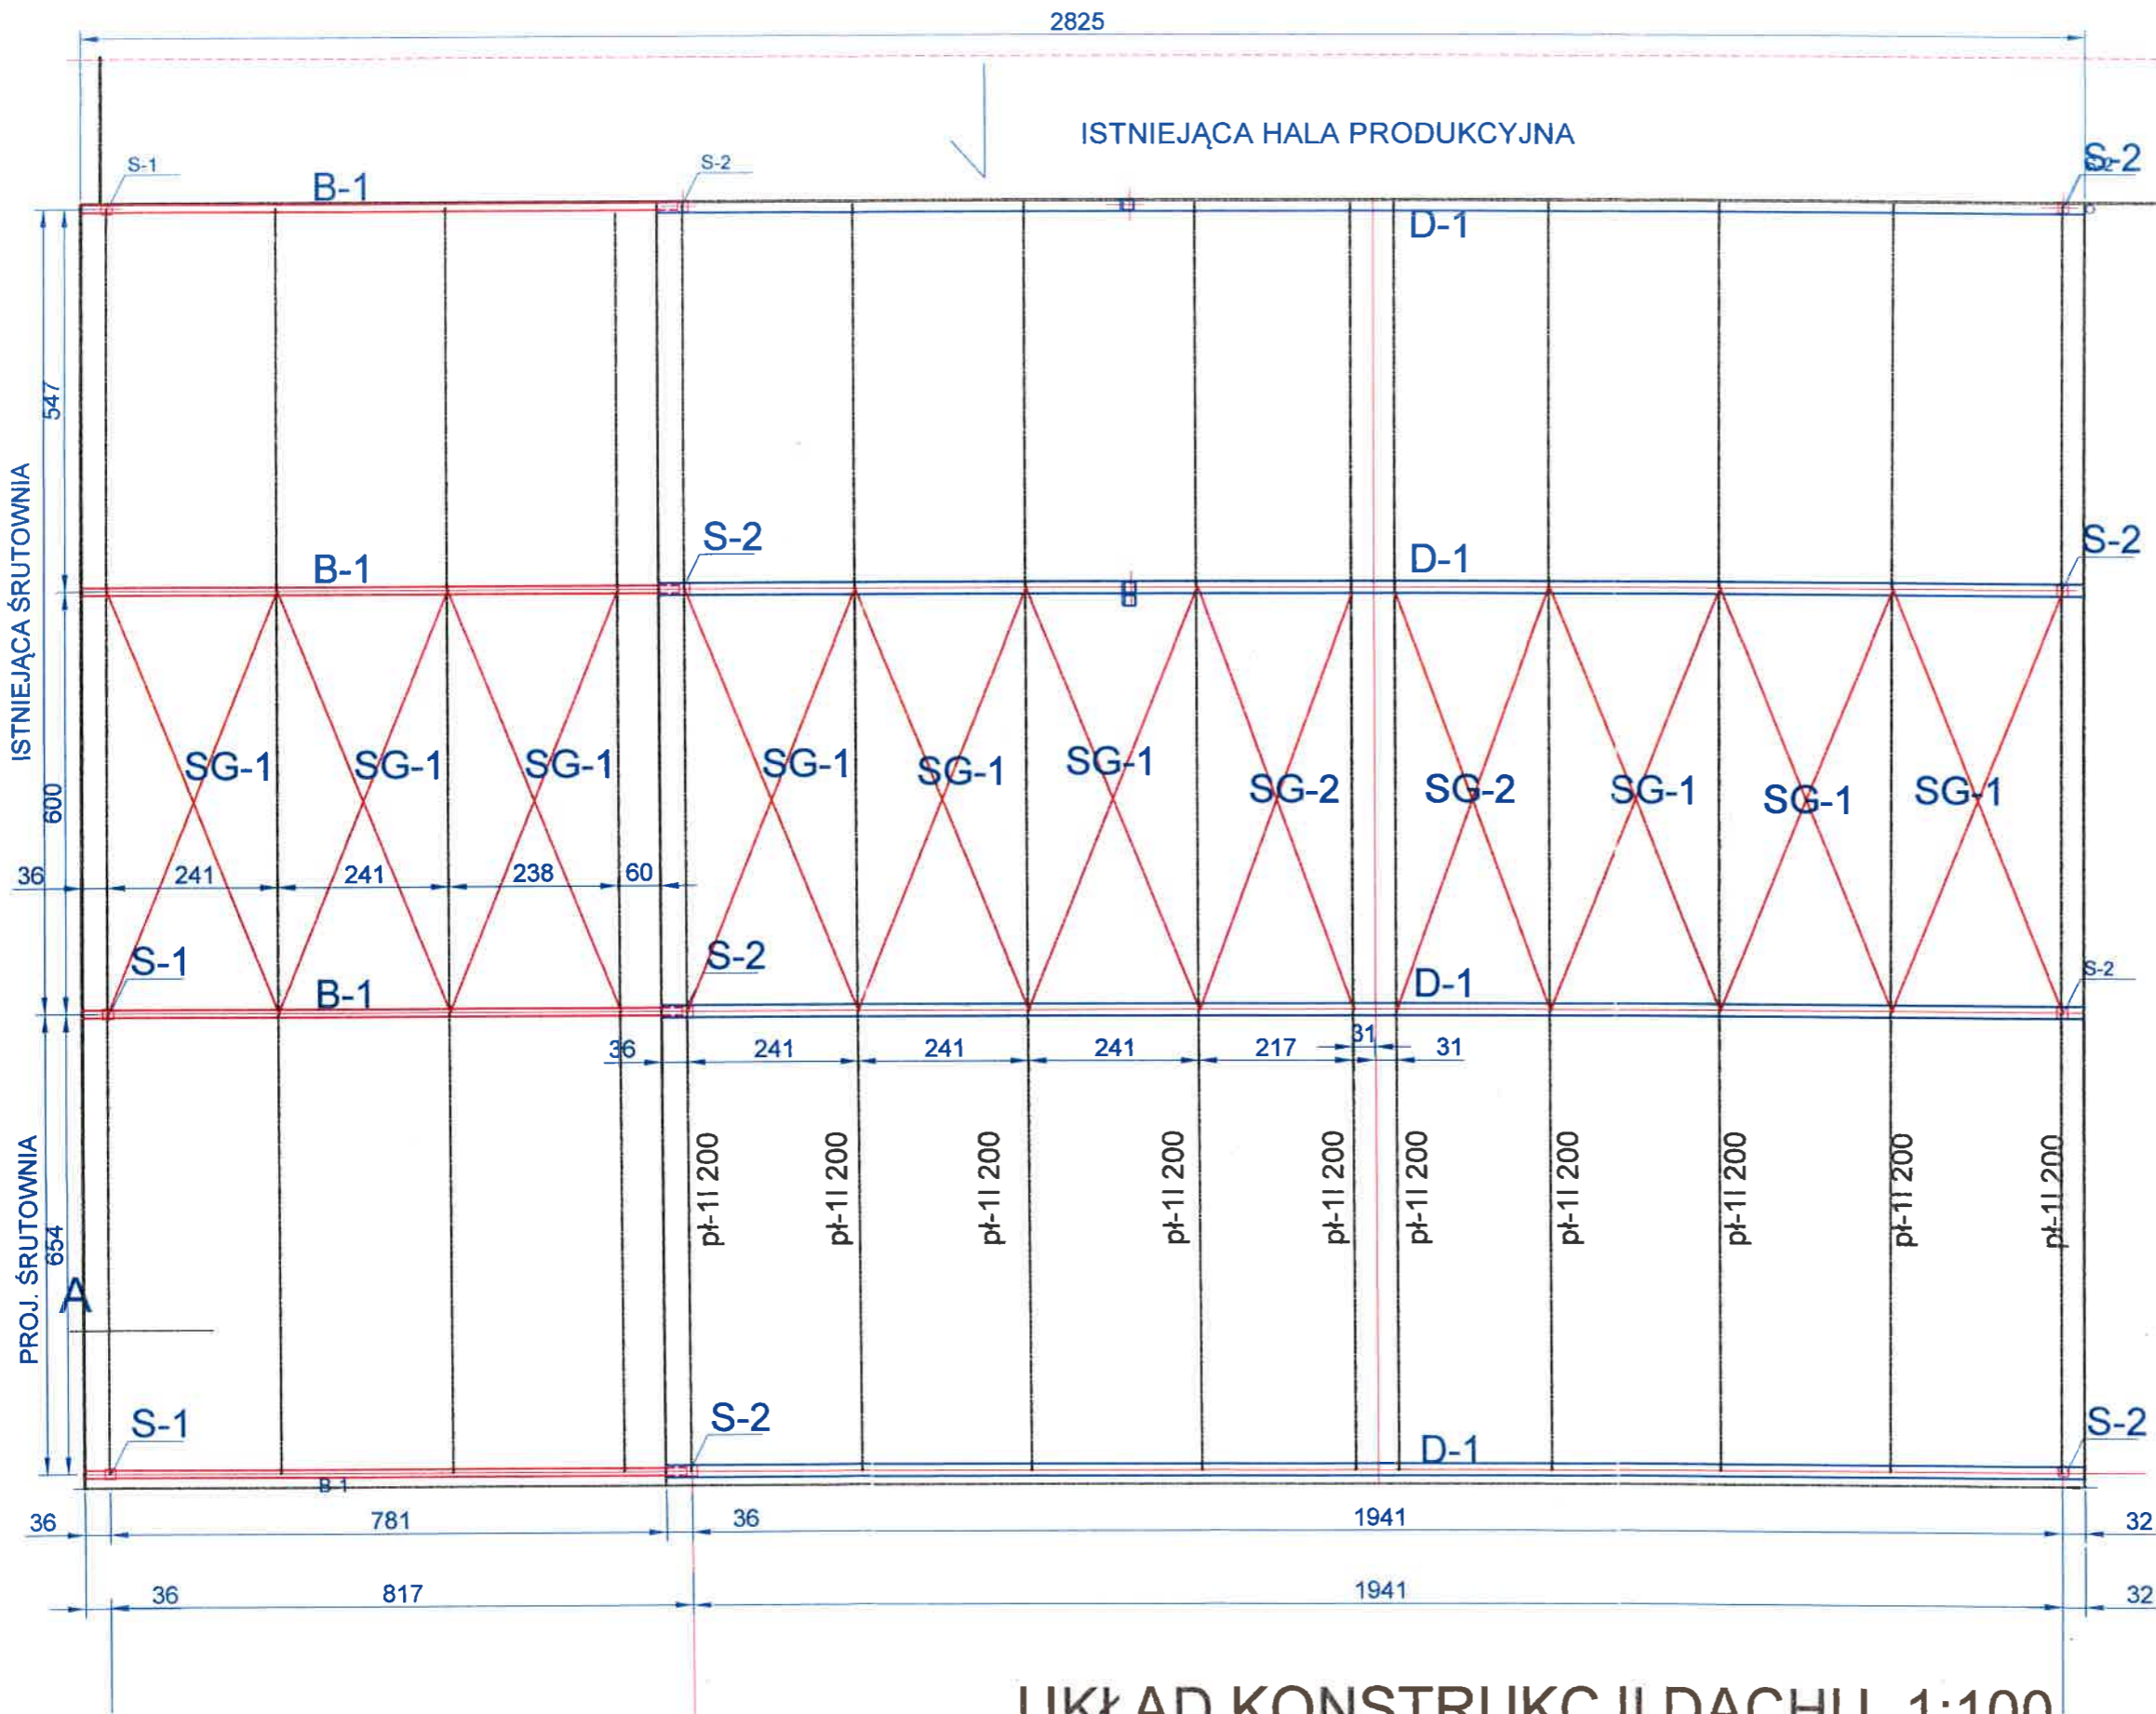 2825
ISTNIEJĄCA HALA PRODUKCYJNA
S-1
B-1
S-2
S-2
D-1
547
ISTNIEJĄCA ŚRUTOWNIA
B-1
S-2
D-1
S-2
SG-1
SG-1
SG-1
SG-1
SG-1
SG-1
SG-2
SG-2
SG-1
SG-1
SG-1
600
36
241
241
238
60
S-1
B-1
S-2
D-1
S-2
36
241
241
241
217
31
31
PROJ. ŚRUTOWNIA
654
pł-1I 200
pł-1I 200
pł-1I 200
pł-1I 200
pł-1I 200
pł-1I 200
pł-1I 200
pł-1I 200
pł-1I 200
pł-1I 200
A
S-1
B-1
S-2
D-1
S-2
36
781
36
1941
32
36
817
1941
32
UKŁAD KONSTRUKCJI DACHU 1:100